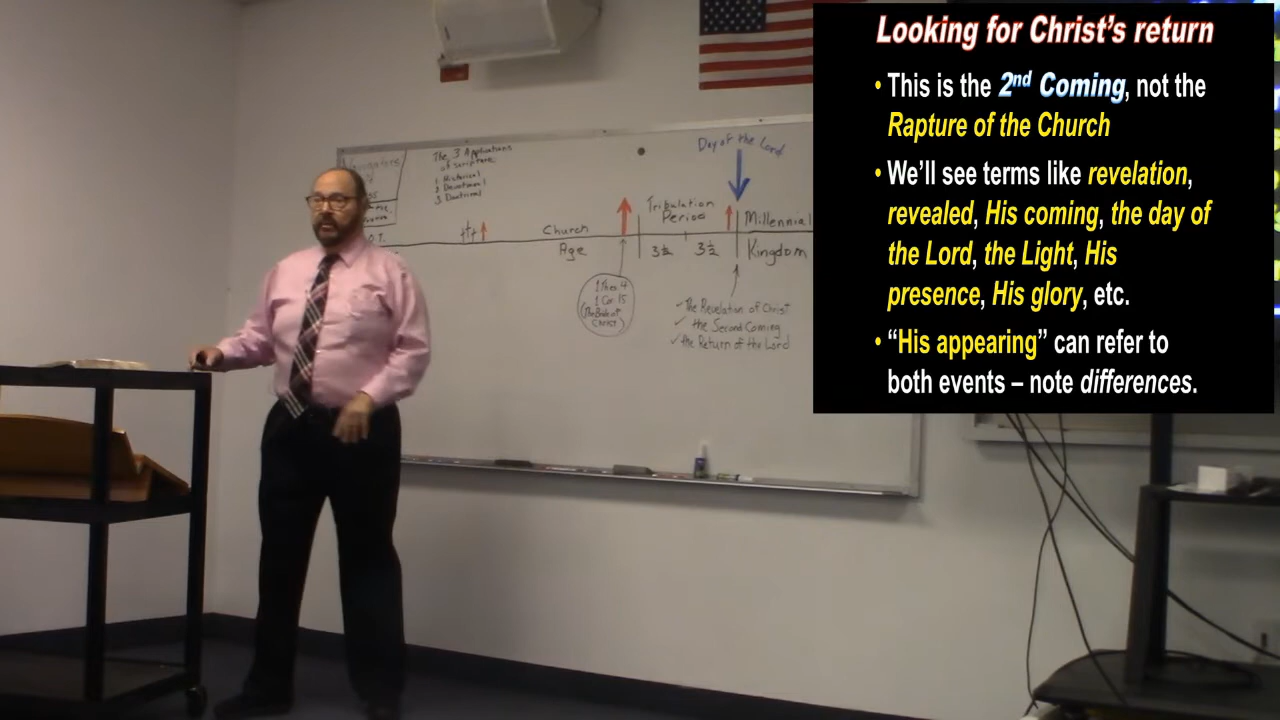 Looking for Christ's return
• This is the 2nd Coming, not the
Rapture of the Church
• We'll see terms like revelation,
revealed, His coming, the day of
the Lord, the Light, His
presence, His glory, etc.
• “His appearing” can refer to
both events – note differences.
The 3 Applications
of Scripture:
1. Historical
2. Devotional
3. Doctrinal
O.T.
Church
Age
1 Thes. 4
1 Cor. 15
(The Body of
Christ)
Tribulation
Period
3½ 3½
Day of the Lord
Millennial
Kingdom
✓ The Revelation of Christ
✓ the Second Coming
✓ the Return of the Lord